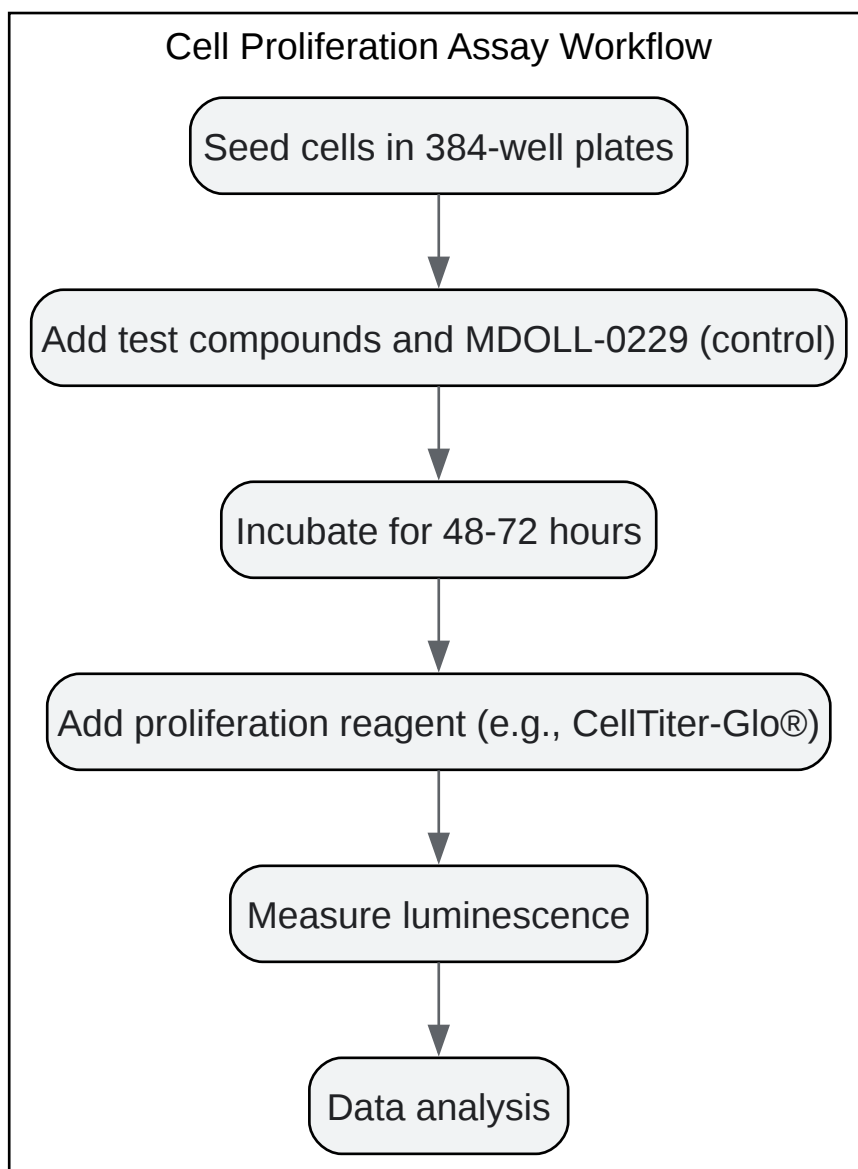 Cell Proliferation Assay Workflow
Seed cells in 384-well plates
Add test compounds and MDOLL-0229 (control)
Incubate for 48-72 hours
Add proliferation reagent (e.g., CellTiter-Glo®)
Measure luminescence
Data analysis